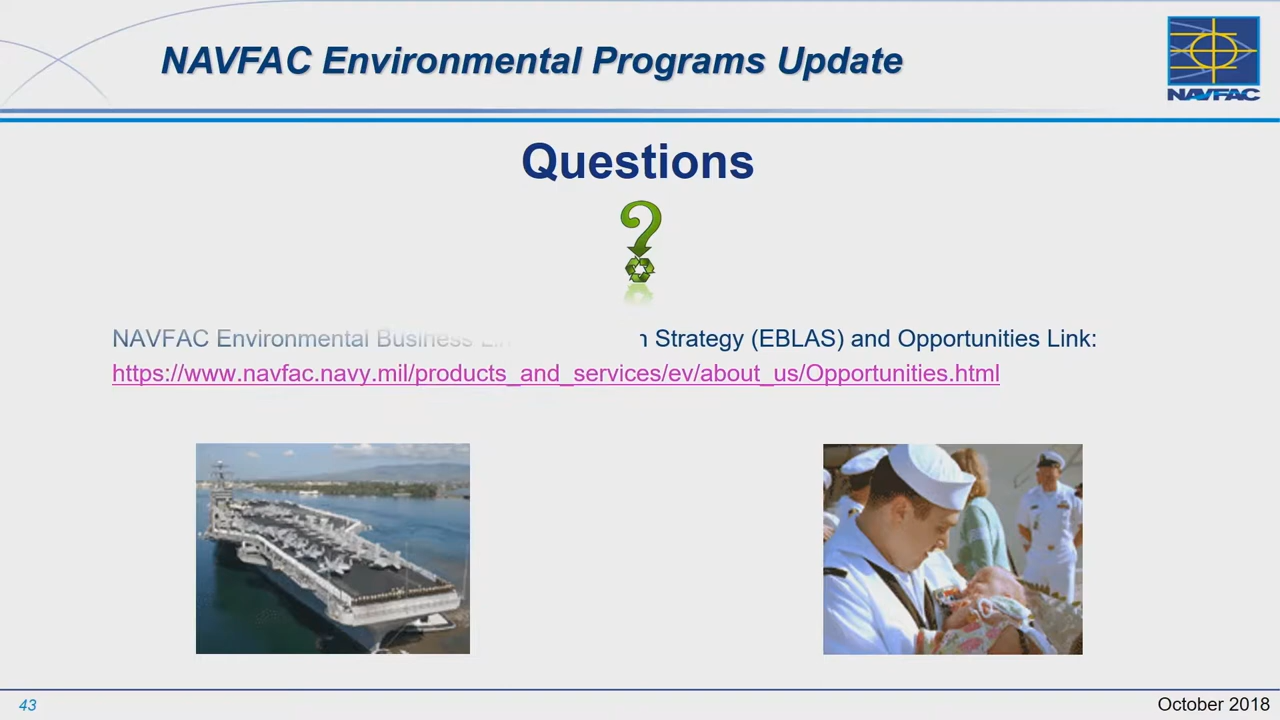 NAVFAC Environmental Programs Update
NAVFAC
Questions
?
NAVFAC Environmental Business Strategy (EBLAS) and Opportunities Link:
https://www.navfac.navy.mil/products_and_services/ev/about_us/Opportunities.html
43
October 2018